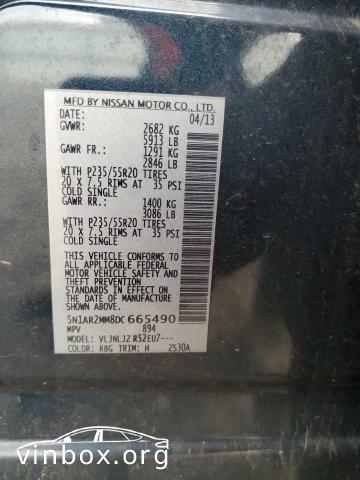 MFD BY NISSAN MOTOR CO., LTD.
DATE: 04/13
GVWR: 2682 KG
5913 LB
GAWR FR.: 1291 KG
2846 LB
WITH P235/55R20 TIRES
20 X 7.5 RIMS AT 35 PSI
COLD SINGLE
GAWR RR.: 1400 KG
3086 LB
WITH P235/55R20 TIRES
20 X 7.5 RIMS AT 35 PSI
COLD SINGLE
THIS VEHICLE CONFORMS TO
ALL APPLICABLE FEDERAL
MOTOR VEHICLE SAFETY AND
THEFT PREVENTION
STANDARDS IN EFFECT ON
THE DATE OF MANUFACTURE
SHOWN ABOVE.
5N1AR2MM8DC665490
MPV 894
MODEL: VLJNLJZ R52EU7---
COLOR: RBG TRIM: H ZS30A
vinbox.org